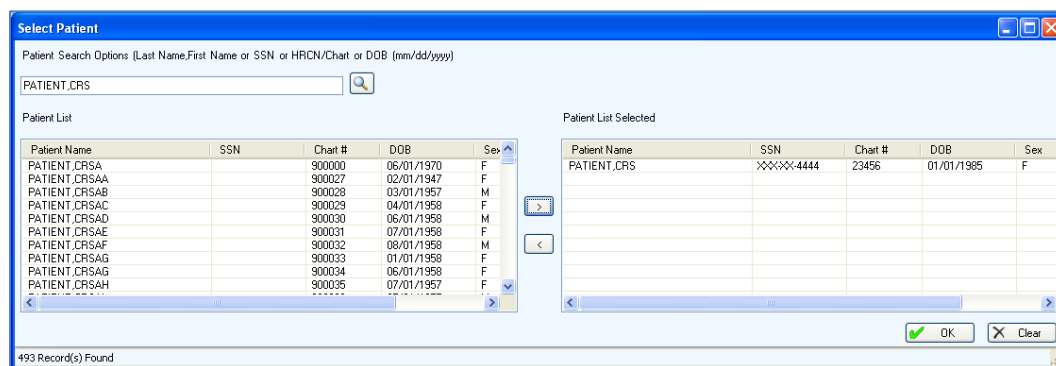 Select Patient
Patient Search Options (Last Name,First Name or SSN or HRCN/Chart or DOB (mm/dd/yyyy)
PATIENT,CRS
Patient List
Patient List Selected
Patient Name SSN Chart # DOB Sex
PATIENT,CRSA 900000 06/01/1970 F
PATIENT,CRSAA 900027 02/01/1947 F
PATIENT,CRSAB 900028 03/01/1957 M
PATIENT,CRSAC 900029 04/01/1958 F
PATIENT,CRSAD 900030 06/01/1958 M
PATIENT,CRSAE 900031 07/01/1958 F
PATIENT,CRSAF 900032 08/01/1958 M
PATIENT,CRSAG 900033 01/01/1958 F
PATIENT,CRSAG 900034 06/01/1958 F
PATIENT,CRSAH 900035 07/01/1957 F
Patient Name SSN Chart # DOB Sex
PATIENT,CRS XXX-XX-4444 23456 01/01/1985 F
>
<
OK Clear
493 Record(s) Found